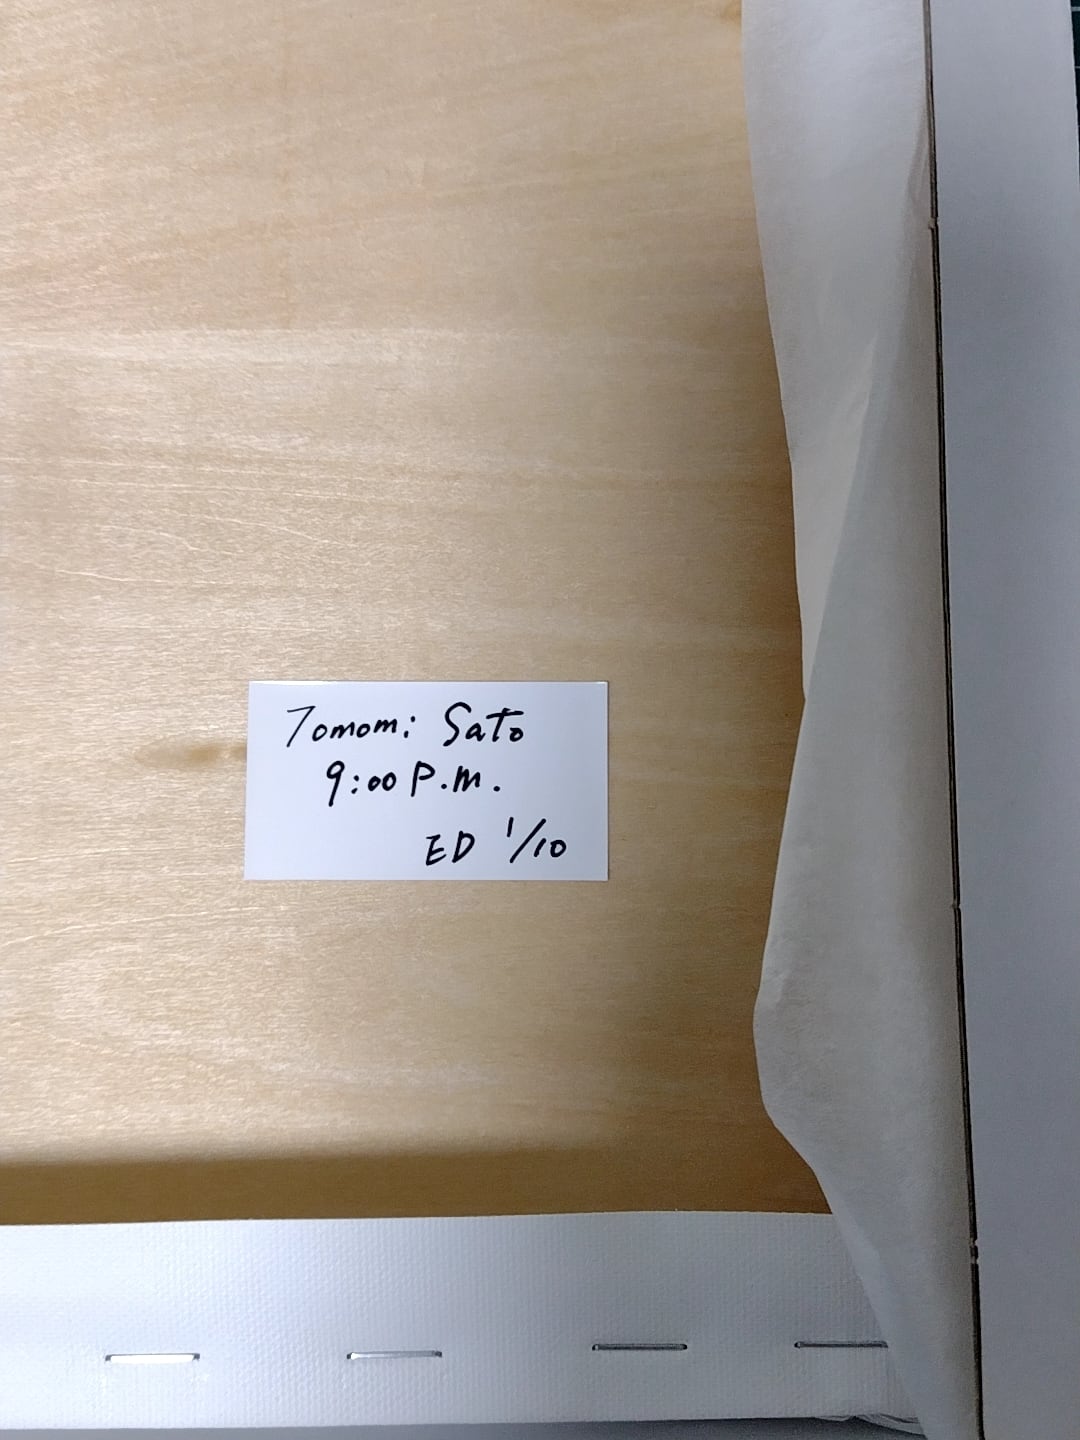 Tomomi Sato
9:00 P.m.
ED 1/10